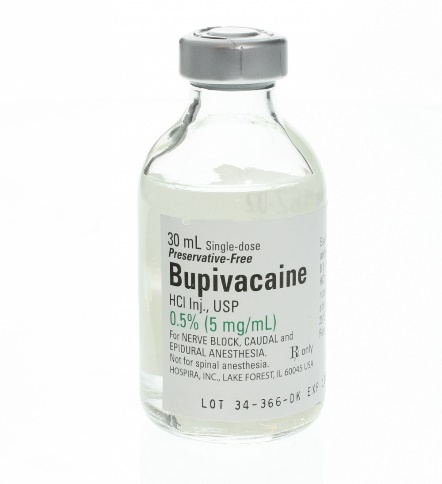 30 mL Single-dose
Preservative-Free
Bupivacaine
HCl Inj., USP
0.5% (5 mg/mL)
For NERVE BLOCK, CAUDAL and
EPIDURAL ANESTHESIA.
Not for spinal anesthesia.
℞ only
HOSPIRA, INC., LAKE FOREST, IL 60045 USA
LOT 34-366-DK EXP